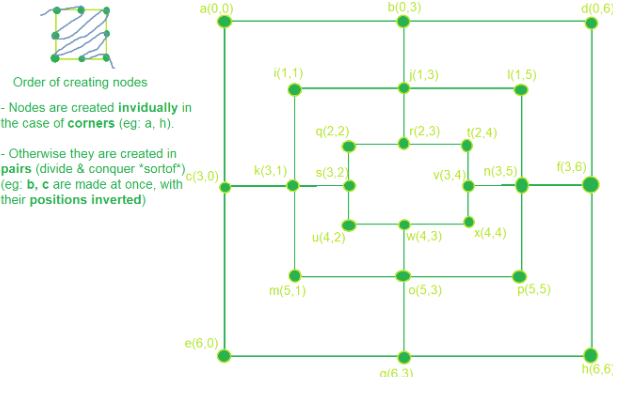 Order of creating nodes
- Nodes are created invidually in
the case of corners (eg: a, h).
- Otherwise they are created in
pairs (divide & conquer *sortof*)
(eg: b, c are made at once, with
their positions inverted)
a(0,0)
b(0,3)
d(0,6)
i(1,1)
j(1,3)
l(1,5)
q(2,2)
r(2,3)
t(2,4)
c(3,0)
k(3,1)
s(3,2)
v(3,4)
n(3,5)
f(3,6)
u(4,2)
w(4,3)
x(4,4)
m(5,1)
o(5,3)
p(5,5)
e(6,0)
g(6,3)
h(6,6)